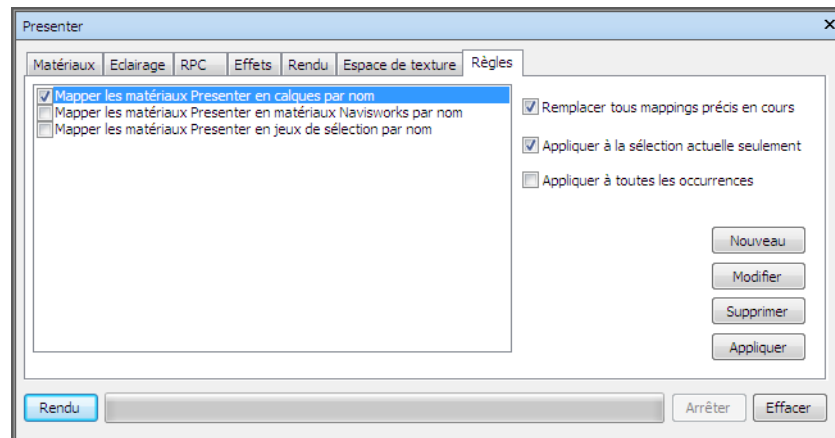 Presenter
Matériaux Eclairage RPC Effets Rendu Espace de texture Règles
Mapper les matériaux Presenter en calques par nom
Mapper les matériaux Presenter en matériaux Navisworks par nom
Mapper les matériaux Presenter en jeux de sélection par nom
Remplacer tous mappings précis en cours
Appliquer à la sélection actuelle seulement
Appliquer à toutes les occurrences
Nouveau
Modifier
Supprimer
Appliquer
Rendu Arrêter Effacer